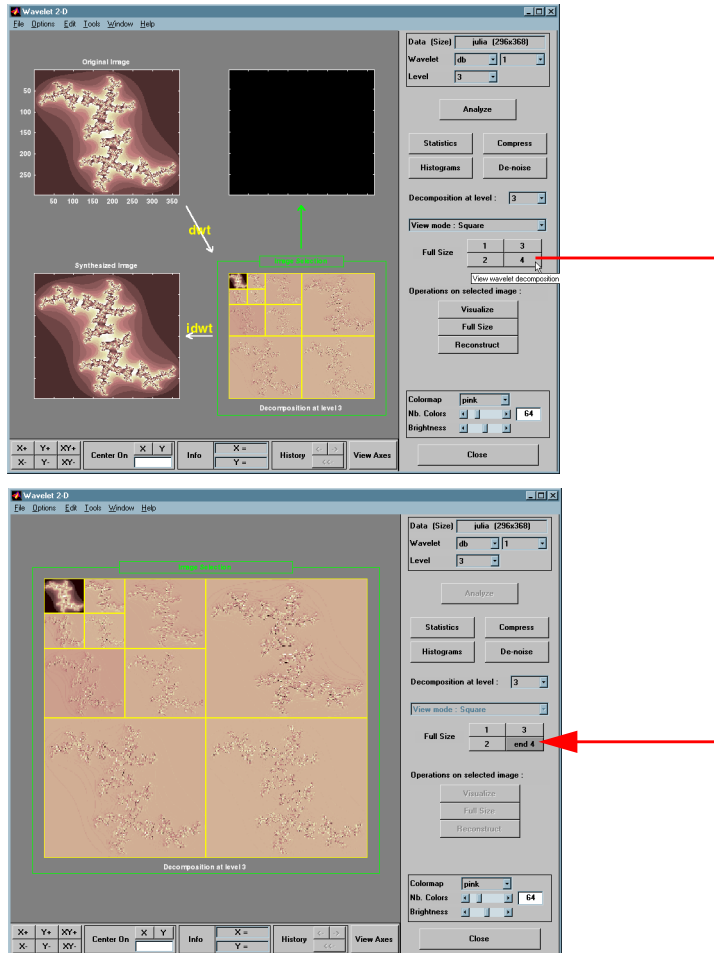 Wavelet 2-D
File Options Edit Tools Window Help
Original Image
50
100
150
200
250
50 100 150 200 250 300 350
dwt
Synthesized Image
idwt
Image Selection
Decomposition at level 3
Data (Size) julia (296x368)
Wavelet db 1
Level 3
Analyze
Statistics Compress
Histograms De-noise
Decomposition at level : 3
View mode : Square
Full Size 1 3
2 4
View wavelet decomposition
Operations on selected image :
Visualize
Full Size
Reconstruct
Colormap pink
Nb. Colors 64
Brightness
Close
X+ Y+ XY+
X- Y- XY-
Center On X Y
Info X =
Y =
History < >
<<
View Axes
Wavelet 2-D
File Options Edit Tools Window Help
Image Selection
Decomposition at level 3
Data (Size) julia (296x368)
Wavelet db 1
Level 3
Analyze
Statistics Compress
Histograms De-noise
Decomposition at level : 3
View mode : Square
Full Size 1 3
2 end 4
Operations on selected image :
Visualize
Full Size
Reconstruct
Colormap pink
Nb. Colors 64
Brightness
Close
X+ Y+ XY+
X- Y- XY-
Center On X Y
Info X =
Y =
History < >
<<
View Axes